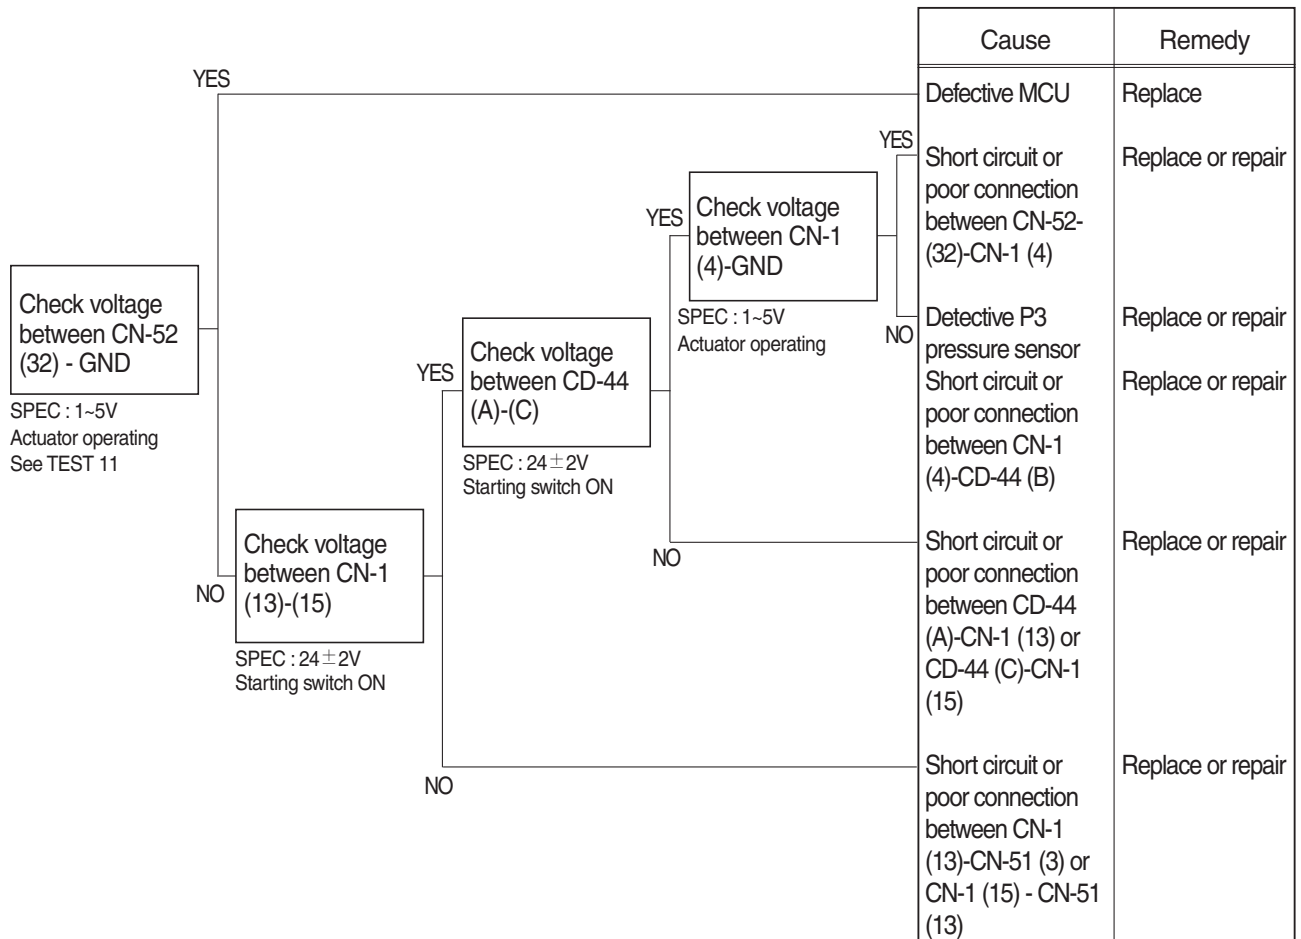 Cause
Remedy
YES
Defective MCU
Replace
YES
Short circuit or
poor connection
between CN-52-
(32)-CN-1 (4)
Replace or repair
YES
Check voltage
between CN-1
(4)-GND
SPEC : 1~5V
Actuator operating
NO
Detective P3
pressure sensor
Replace or repair
Check voltage
between CN-52
(32) - GND
SPEC : 1~5V
Actuator operating
See TEST 11
YES
Check voltage
between CD-44
(A)-(C)
SPEC : 24±2V
Starting switch ON
Short circuit or
poor connection
between CN-1
(4)-CD-44 (B)
Replace or repair
NO
Check voltage
between CN-1
(13)-(15)
SPEC : 24±2V
Starting switch ON
NO
Short circuit or
poor connection
between CD-44
(A)-CN-1 (13) or
CD-44 (C)-CN-1
(15)
Replace or repair
NO
Short circuit or
poor connection
between CN-1
(13)-CN-51 (3) or
CN-1 (15) - CN-51
(13)
Replace or repair